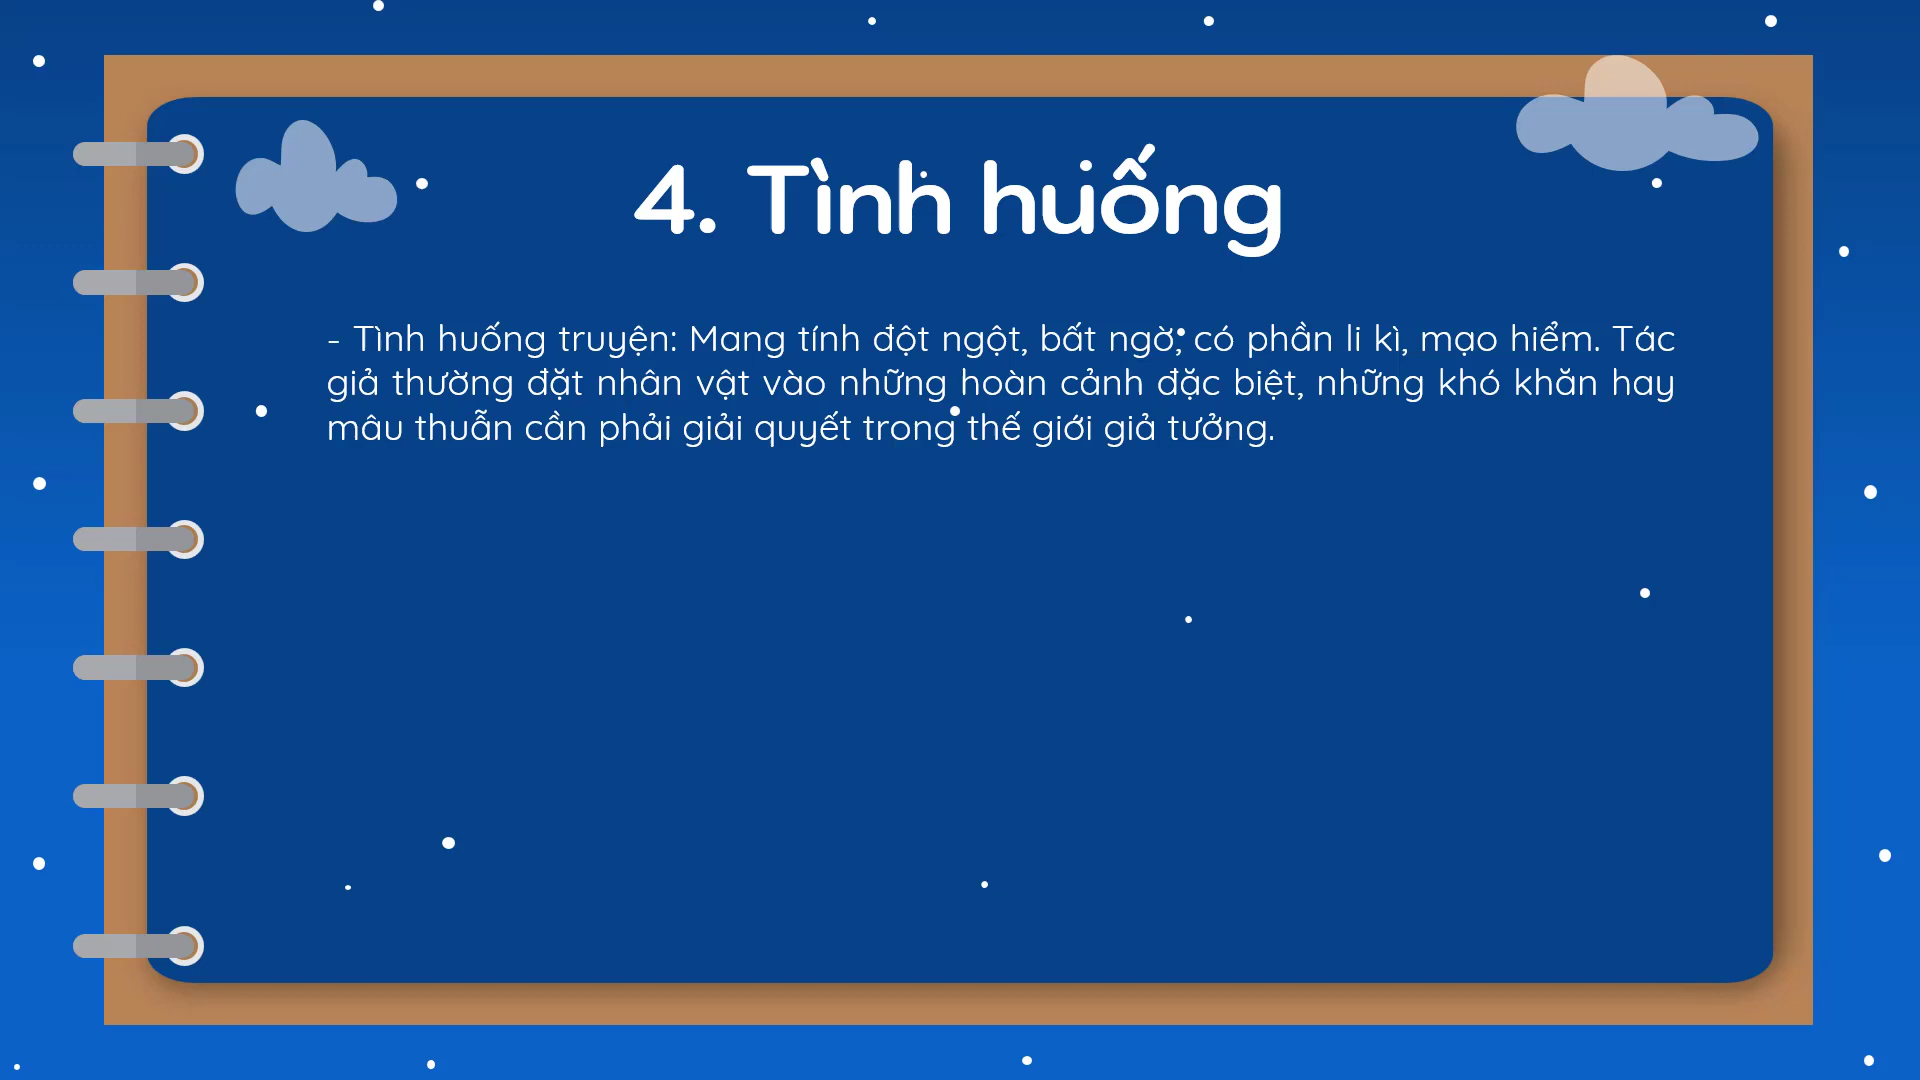 4. Tình huống
- Tình huống truyện: Mang tính đột ngột, bất ngờ, có phần li kì, mạo hiểm. Tác
giả thường đặt nhân vật vào những hoàn cảnh đặc biệt, những khó khăn hay
mâu thuẫn cần phải giải quyết trong thế giới giả tưởng.